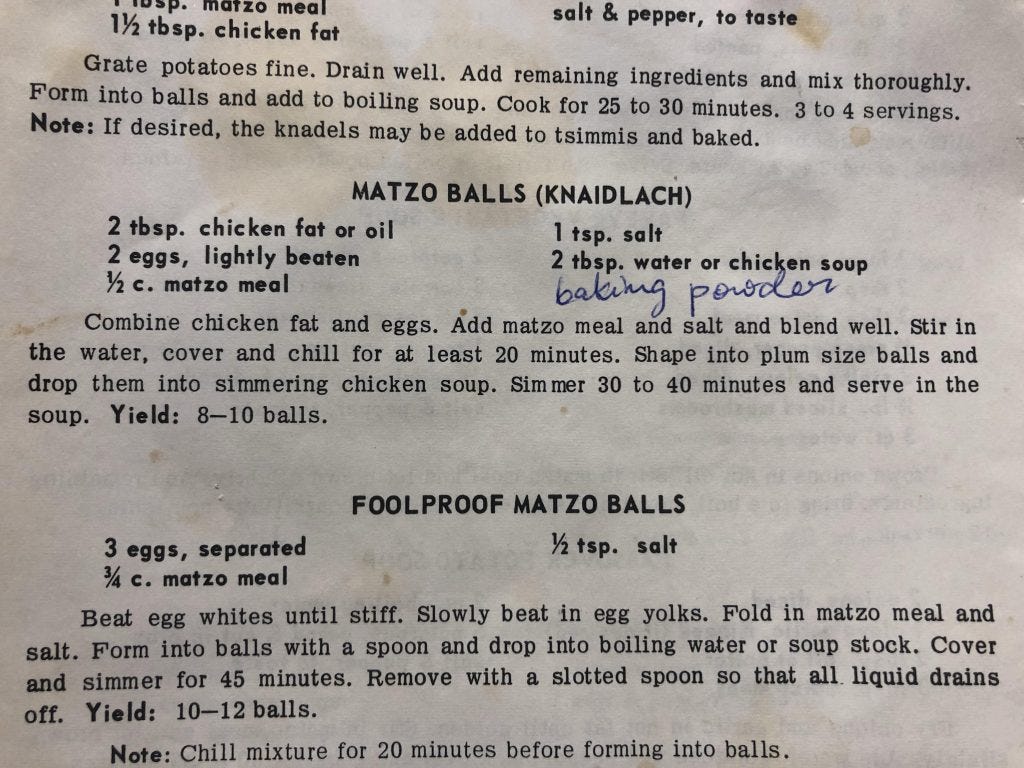 1 tbsp. matzo meal
salt & pepper, to taste
1½ tbsp. chicken fat
Grate potatoes fine. Drain well. Add remaining ingredients and mix thoroughly.
Form into balls and add to boiling soup. Cook for 25 to 30 minutes. 3 to 4 servings.
Note: If desired, the knadels may be added to tsimmis and baked.
MATZO BALLS (KNAIDLACH)
2 tbsp. chicken fat or oil
2 eggs, lightly beaten
½ c. matzo meal
1 tsp. salt
2 tbsp. water or chicken soup
baking powder
Combine chicken fat and eggs. Add matzo meal and salt and blend well. Stir in
the water, cover and chill for at least 20 minutes. Shape into plum size balls and
drop them into simmering chicken soup. Simmer 30 to 40 minutes and serve in the
soup. Yield: 8—10 balls.
FOOLPROOF MATZO BALLS
3 eggs, separated
¾ c. matzo meal
½ tsp. salt
Beat egg whites until stiff. Slowly beat in egg yolks. Fold in matzo meal and
salt. Form into balls with a spoon and drop into boiling water or soup stock. Cover
and simmer for 45 minutes. Remove with a slotted spoon so that all liquid drains
off. Yield: 10—12 balls.
Note: Chill mixture for 20 minutes before forming into balls.